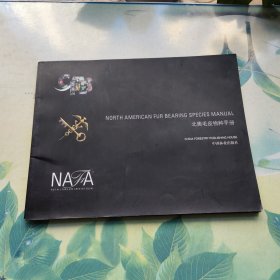 NORTH AMERICAN FUR BEARING SPECIES MANUAL
北美毛皮物种手册
CHINA FORESTRY PUBLISHING HOUSE
中国林业出版社
NAFA